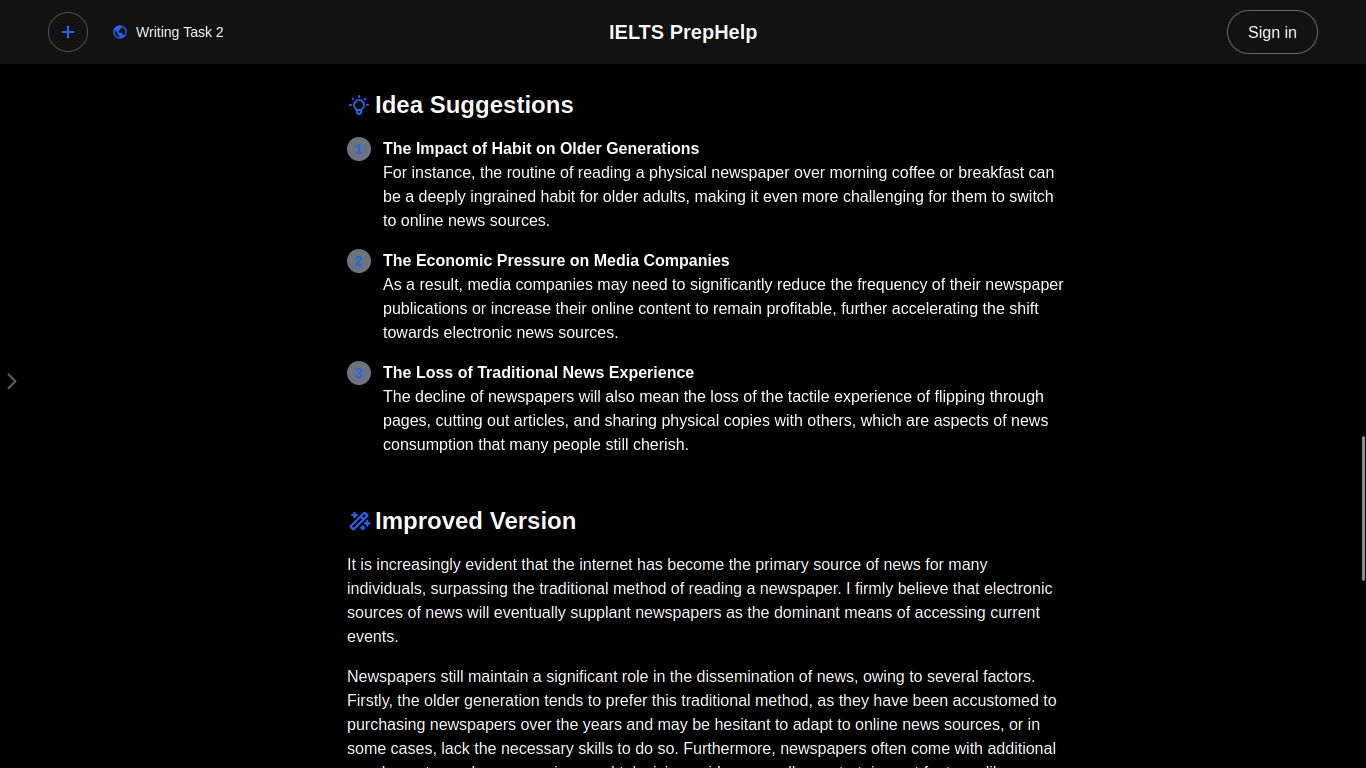 Writing Task 2
IELTS PrepHelp
Sign in
Idea Suggestions
1
The Impact of Habit on Older Generations
For instance, the routine of reading a physical newspaper over morning coffee or breakfast can
be a deeply ingrained habit for older adults, making it even more challenging for them to switch
to online news sources.
2
The Economic Pressure on Media Companies
As a result, media companies may need to significantly reduce the frequency of their newspaper
publications or increase their online content to remain profitable, further accelerating the shift
towards electronic news sources.
3
The Loss of Traditional News Experience
The decline of newspapers will also mean the loss of the tactile experience of flipping through
pages, cutting out articles, and sharing physical copies with others, which are aspects of news
consumption that many people still cherish.
Improved Version
It is increasingly evident that the internet has become the primary source of news for many
individuals, surpassing the traditional method of reading a newspaper. I firmly believe that electronic
sources of news will eventually supplant newspapers as the dominant means of accessing current
events.
Newspapers still maintain a significant role in the dissemination of news, owing to several factors.
Firstly, the older generation tends to prefer this traditional method, as they have been accustomed to
purchasing newspapers over the years and may be hesitant to adapt to online news sources, or in
some cases, lack the necessary skills to do so. Furthermore, newspapers often come with additional